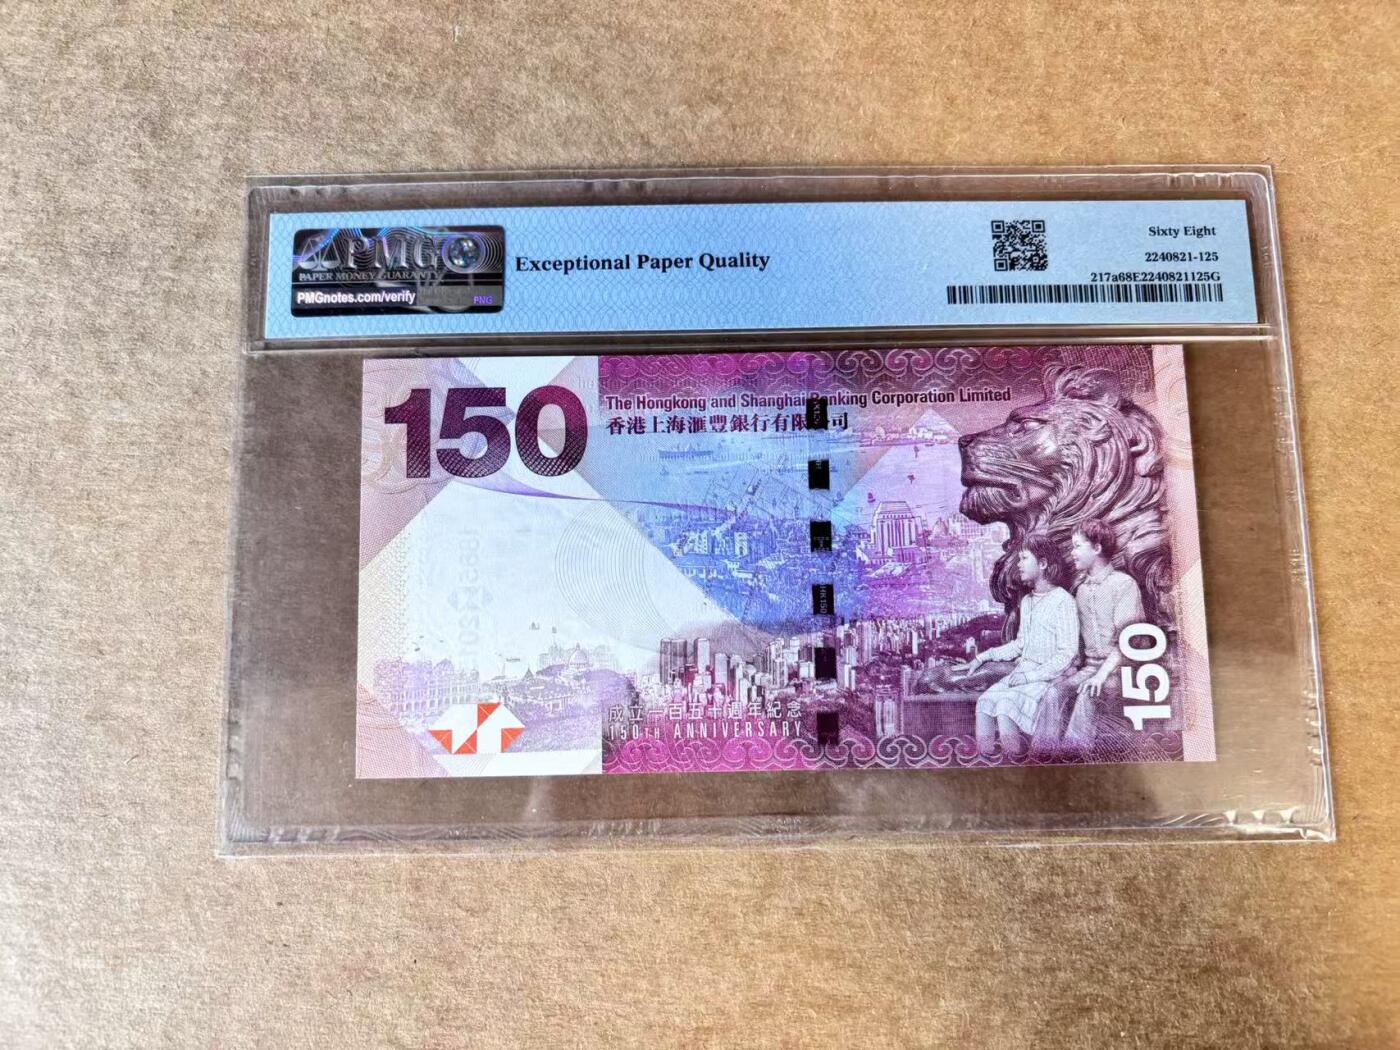 PMG
PAPER MONEY GUARANTY
PMGnotes.com/verify
PNG
Exceptional Paper Quality
Sixty Eight
2240821-125
217a68E2240821125G
150
The Hongkong and Shanghai Banking Corporation Limited
香港上海滙豐銀行有限公司
HK150
成立一百五十週年紀念
150TH ANNIVERSARY
150